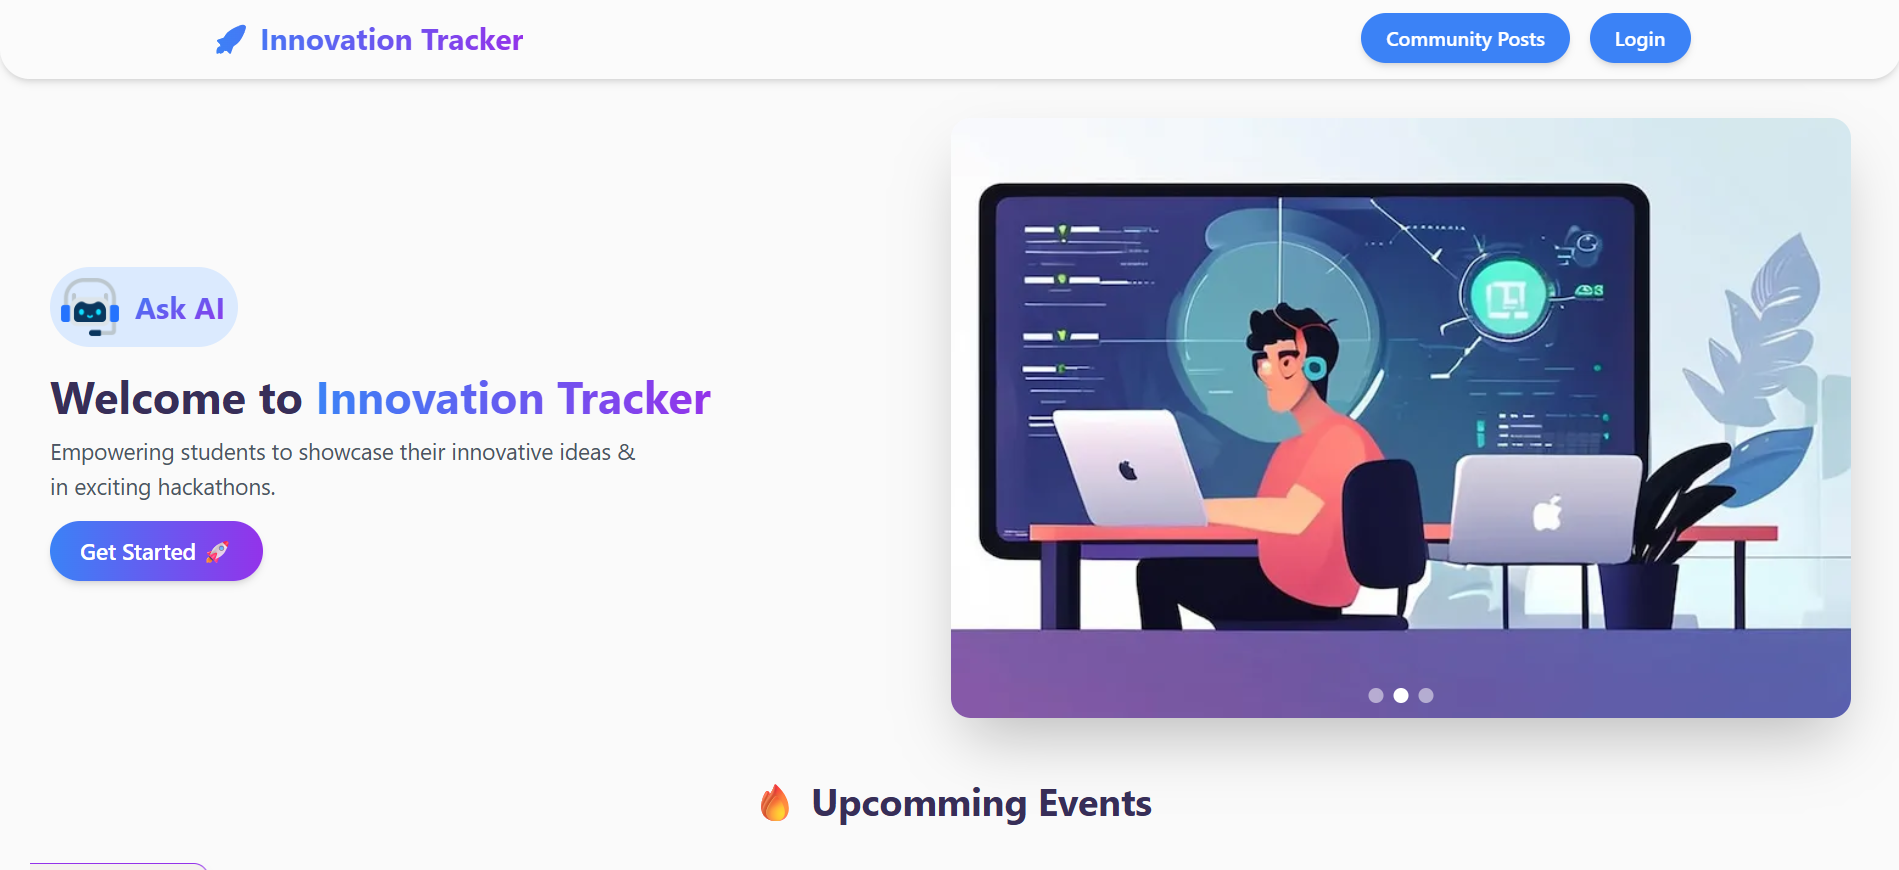 Innovation Tracker
Community Posts
Login
Ask AI
Welcome to Innovation Tracker
Empowering students to showcase their innovative ideas &
in exciting hackathons.
Get Started 🚀
🔥 Upcomming Events